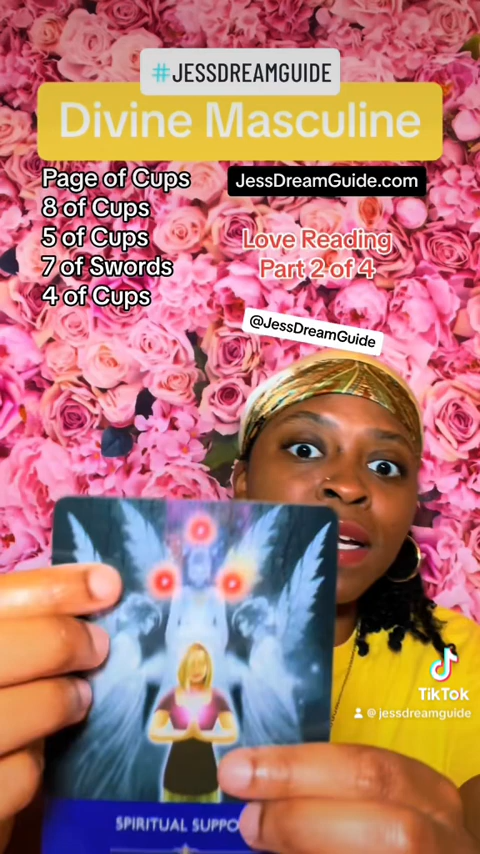 #JESSDREAMGUIDE
Divine Masculine
Page of Cups
8 of Cups
5 of Cups
7 of Swords
4 of Cups
JessDreamGuide.com
Love Reading
Part 2 of 4
@JessDreamGuide
SPIRITUAL
TikTok
@jessdreamguide